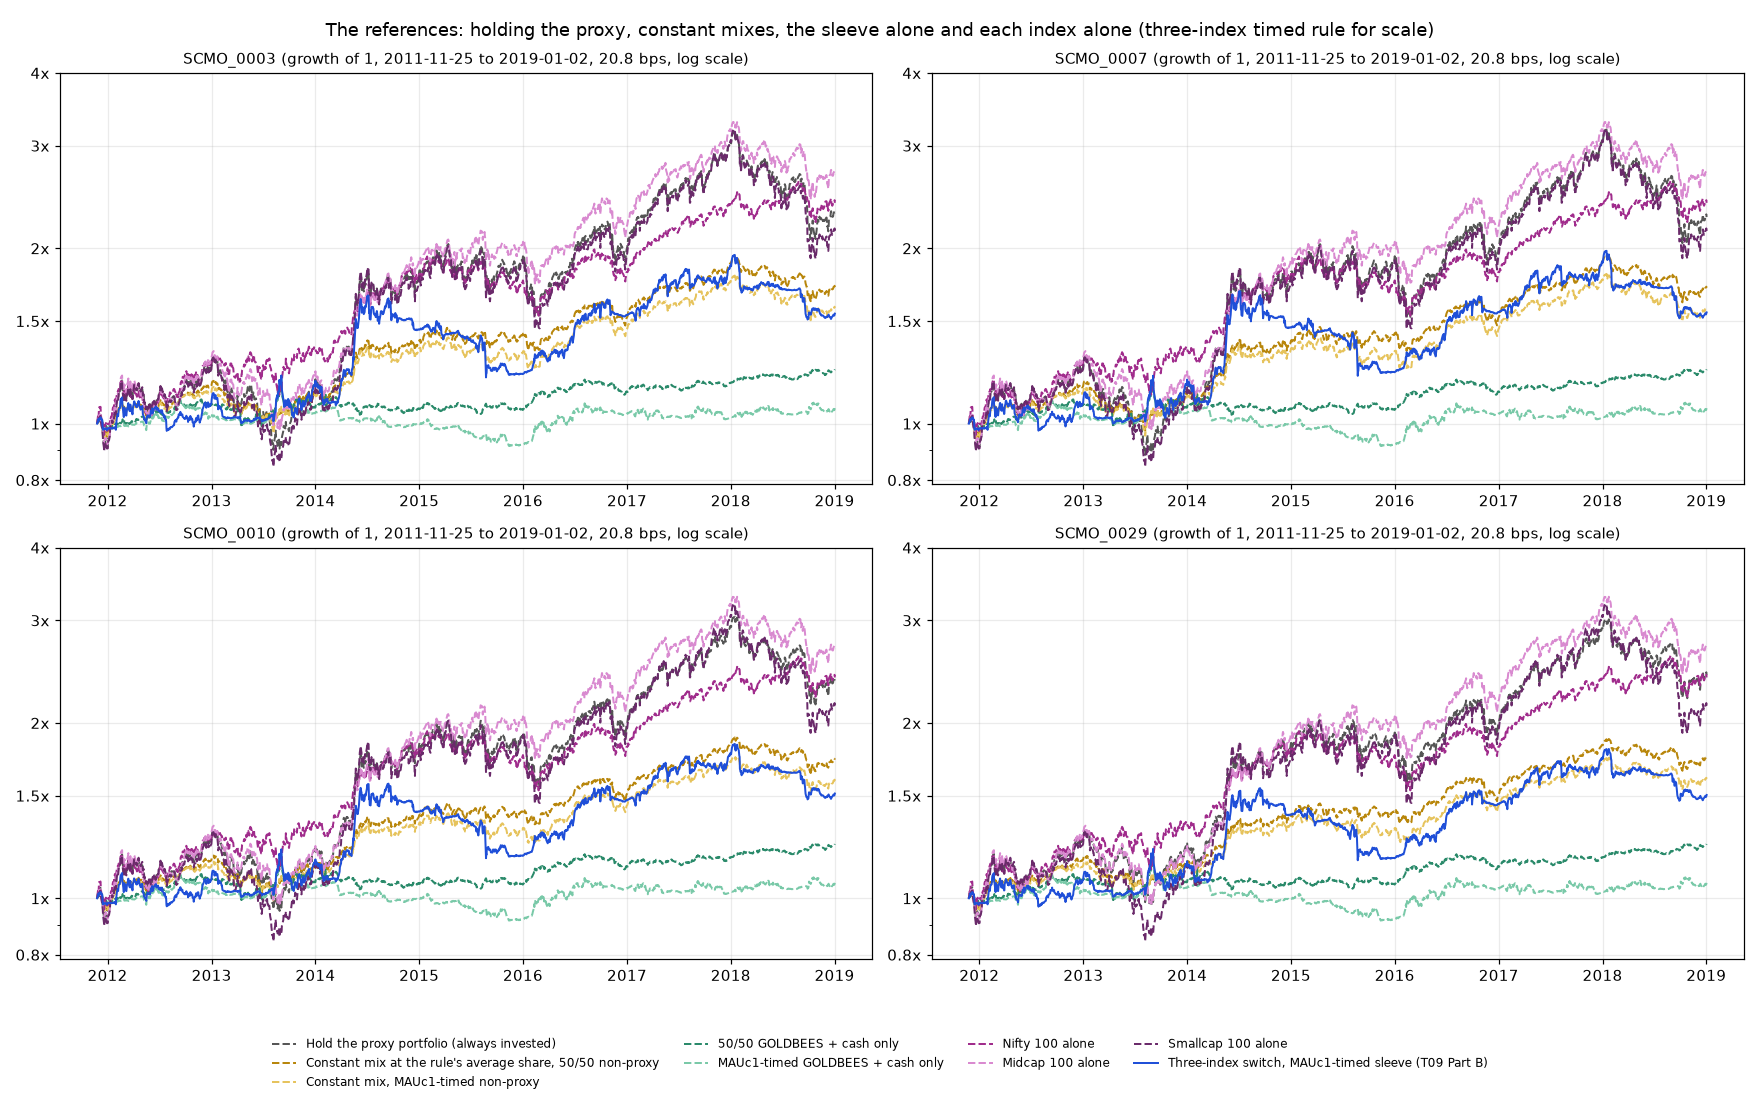 The references: holding the proxy, constant mixes, the sleeve alone and each index alone (three-index timed rule for scale)
SCMO_0003 (growth of 1, 2011-11-25 to 2019-01-02, 20.8 bps, log scale)
4x
3x
2x
1.5x
1x
0.8x
2012 2013 2014 2015 2016 2017 2018 2019
SCMO_0007 (growth of 1, 2011-11-25 to 2019-01-02, 20.8 bps, log scale)
4x
3x
2x
1.5x
1x
0.8x
2012 2013 2014 2015 2016 2017 2018 2019
SCMO_0010 (growth of 1, 2011-11-25 to 2019-01-02, 20.8 bps, log scale)
4x
3x
2x
1.5x
1x
0.8x
2012 2013 2014 2015 2016 2017 2018 2019
SCMO_0029 (growth of 1, 2011-11-25 to 2019-01-02, 20.8 bps, log scale)
4x
3x
2x
1.5x
1x
0.8x
2012 2013 2014 2015 2016 2017 2018 2019
Hold the proxy portfolio (always invested)
Constant mix at the rule's average share, 50/50 non-proxy
Constant mix, MAUc1-timed non-proxy
50/50 GOLDBEES + cash only
MAUc1-timed GOLDBEES + cash only
Nifty 100 alone
Midcap 100 alone
Smallcap 100 alone
Three-index switch, MAUc1-timed sleeve (T09 Part B)